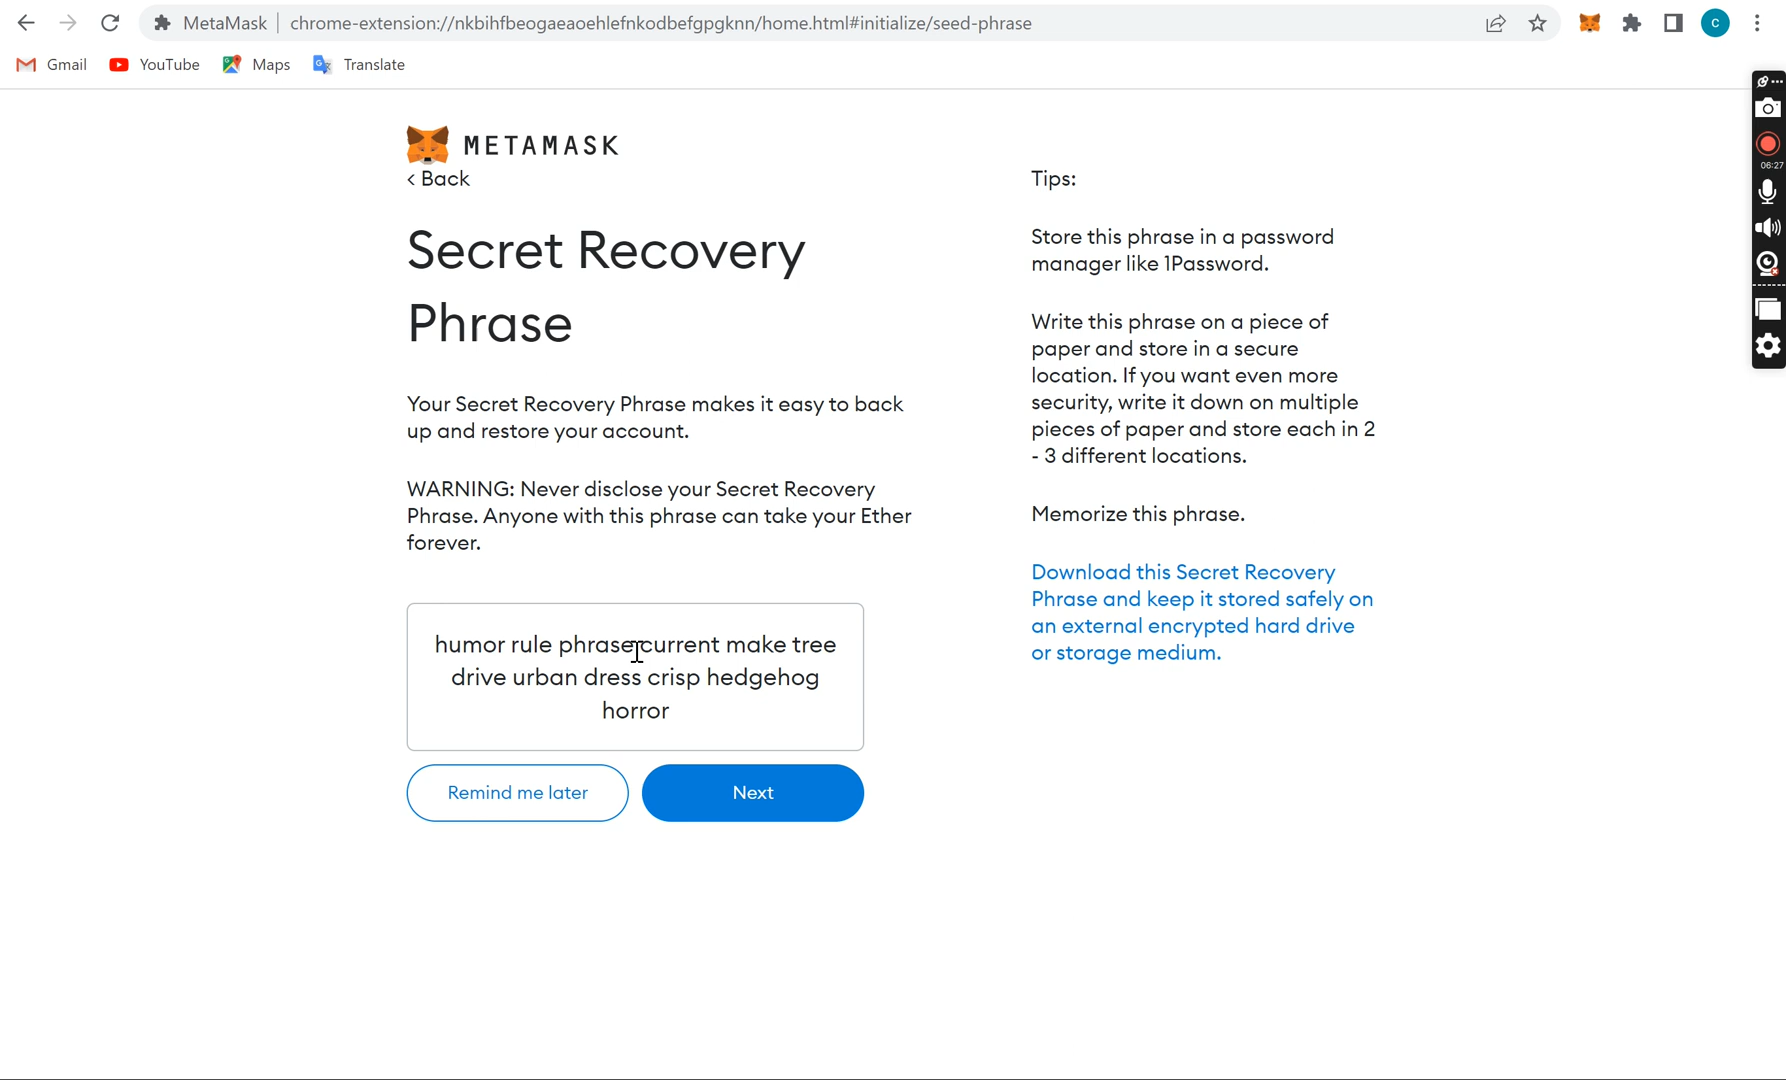 MetaMask
chrome-extension://nkbihfbeogaeaoehlefnkodbefgpgknn/home.html#initialize/seed-phrase
C
Gmail
YouTube
Maps
Translate
06:27
METAMASK
< Back
Secret Recovery
Phrase
Your Secret Recovery Phrase makes it easy to back
up and restore your account.
WARNING: Never disclose your Secret Recovery
Phrase. Anyone with this phrase can take your Ether
forever.
humor rule phrase current make tree
drive urban dress crisp hedgehog
horror
Remind me later
Next
Tips:
Store this phrase in a password
manager like 1Password.
Write this phrase on a piece of
paper and store in a secure
location. If you want even more
security, write it down on multiple
pieces of paper and store each in 2
- 3 different locations.
Memorize this phrase.
Download this Secret Recovery
Phrase and keep it stored safely on
an external encrypted hard drive
or storage medium.